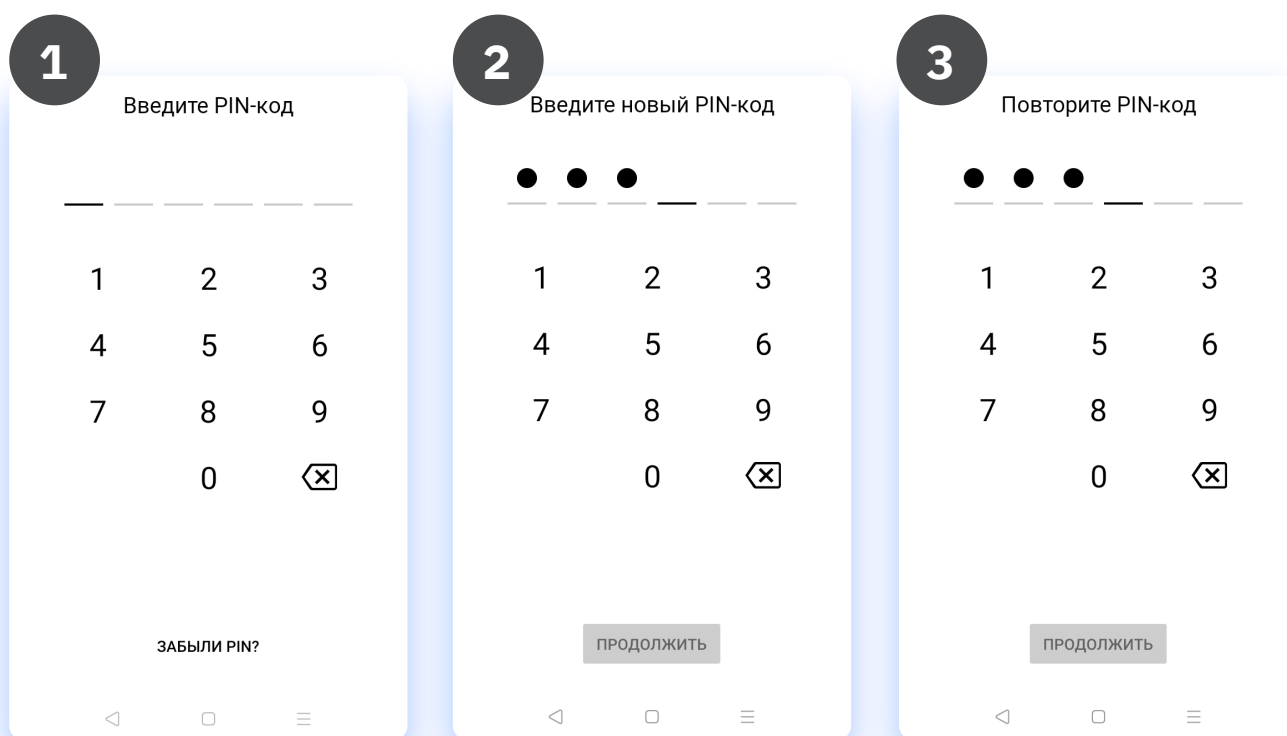 1
Введите PIN-код
1 2 3
4 5 6
7 8 9
0
ЗАБЫЛИ PIN?
2
Введите новый PIN-код
1 2 3
4 5 6
7 8 9
0
ПРОДОЛЖИТЬ
3
Повторите PIN-код
1 2 3
4 5 6
7 8 9
0
ПРОДОЛЖИТЬ